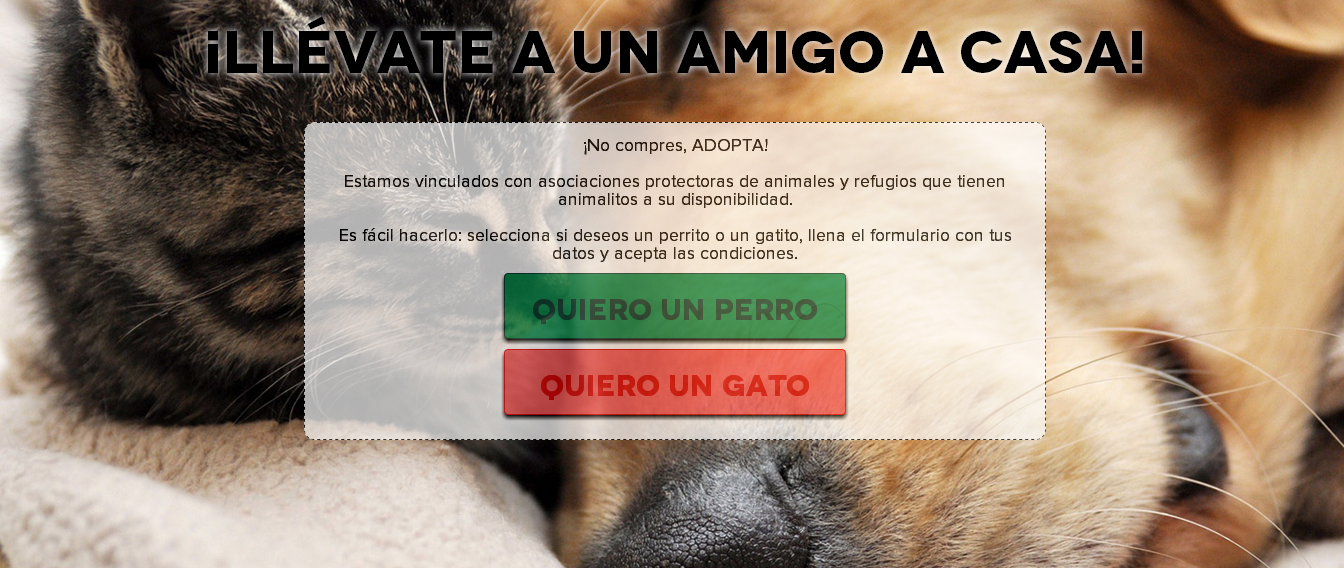 ¡LLÉVATE A UN AMIGO A CASA!
¡No compres, ADOPTA!
Estamos vinculados con asociaciones protectoras de animales y refugios que tienen
animalitos a su disponibilidad.
Es fácil hacerlo: selecciona si deseos un perrito o un gatito, llena el formulario con tus
datos y acepta las condiciones.
QUIERO UN PERRO
QUIERO UN GATO